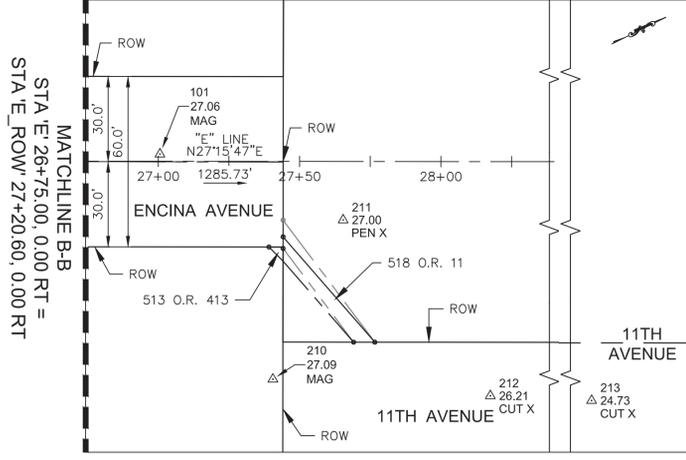 ROW
101
27.06
MAG
30.0'
60.0'
30.0'
"E" LINE
N27°15'47"E
1285.73'
27+00
27+50
28+00
ROW
ENCINA AVENUE
211
27.00
PEN X
518 O.R. 11
513 O.R. 413
ROW
ROW
210
27.09
MAG
ROW
11TH AVENUE
212
26.21
CUT X
11TH
AVENUE
213
24.73
CUT X
MATCHLINE B-B
STA 'E' 26+75.00, 0.00 RT =
STA 'E_ROW' 27+20.60, 0.00 RT